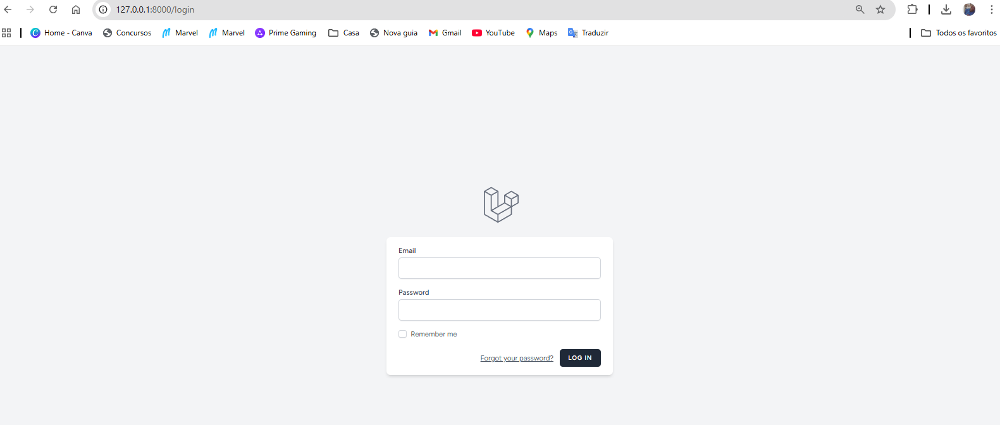 127.0.0.1:8000/login
Home - Canva Concursos Marvel Marvel Prime Gaming Casa Nova guia Gmail YouTube Maps Traduzir Todos os favoritos
Email
Password
Remember me
Forgot your password? LOG IN